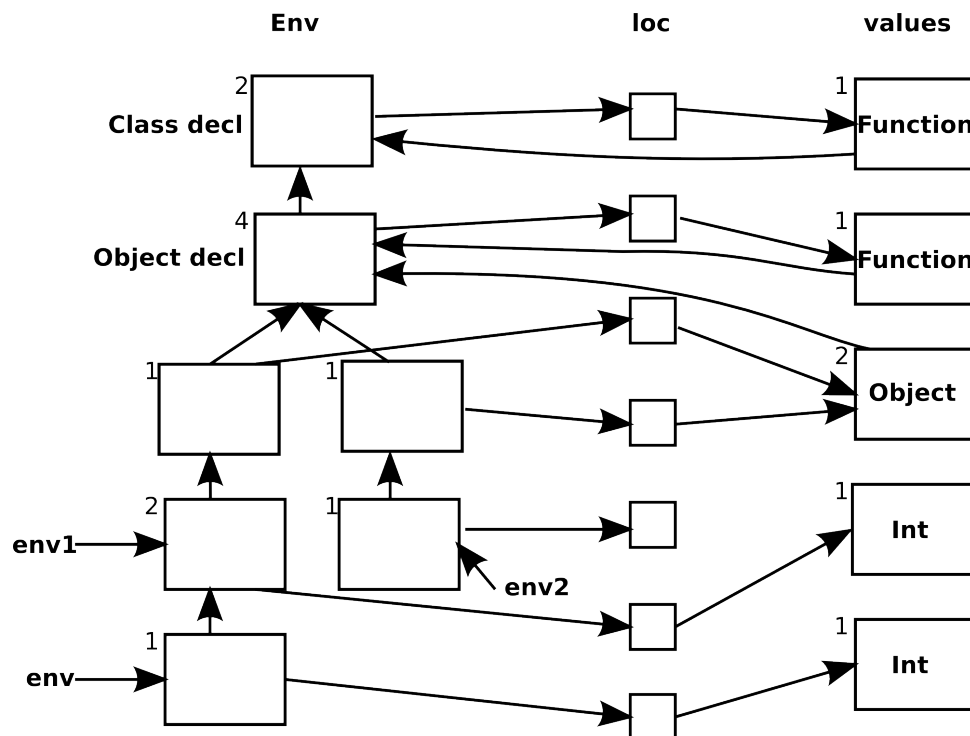 Env loc values
2 1
Class decl Function
4 1
Object decl Function
1 1 2
Object
2 1 1
env1 Int
env2
1 1
env Int